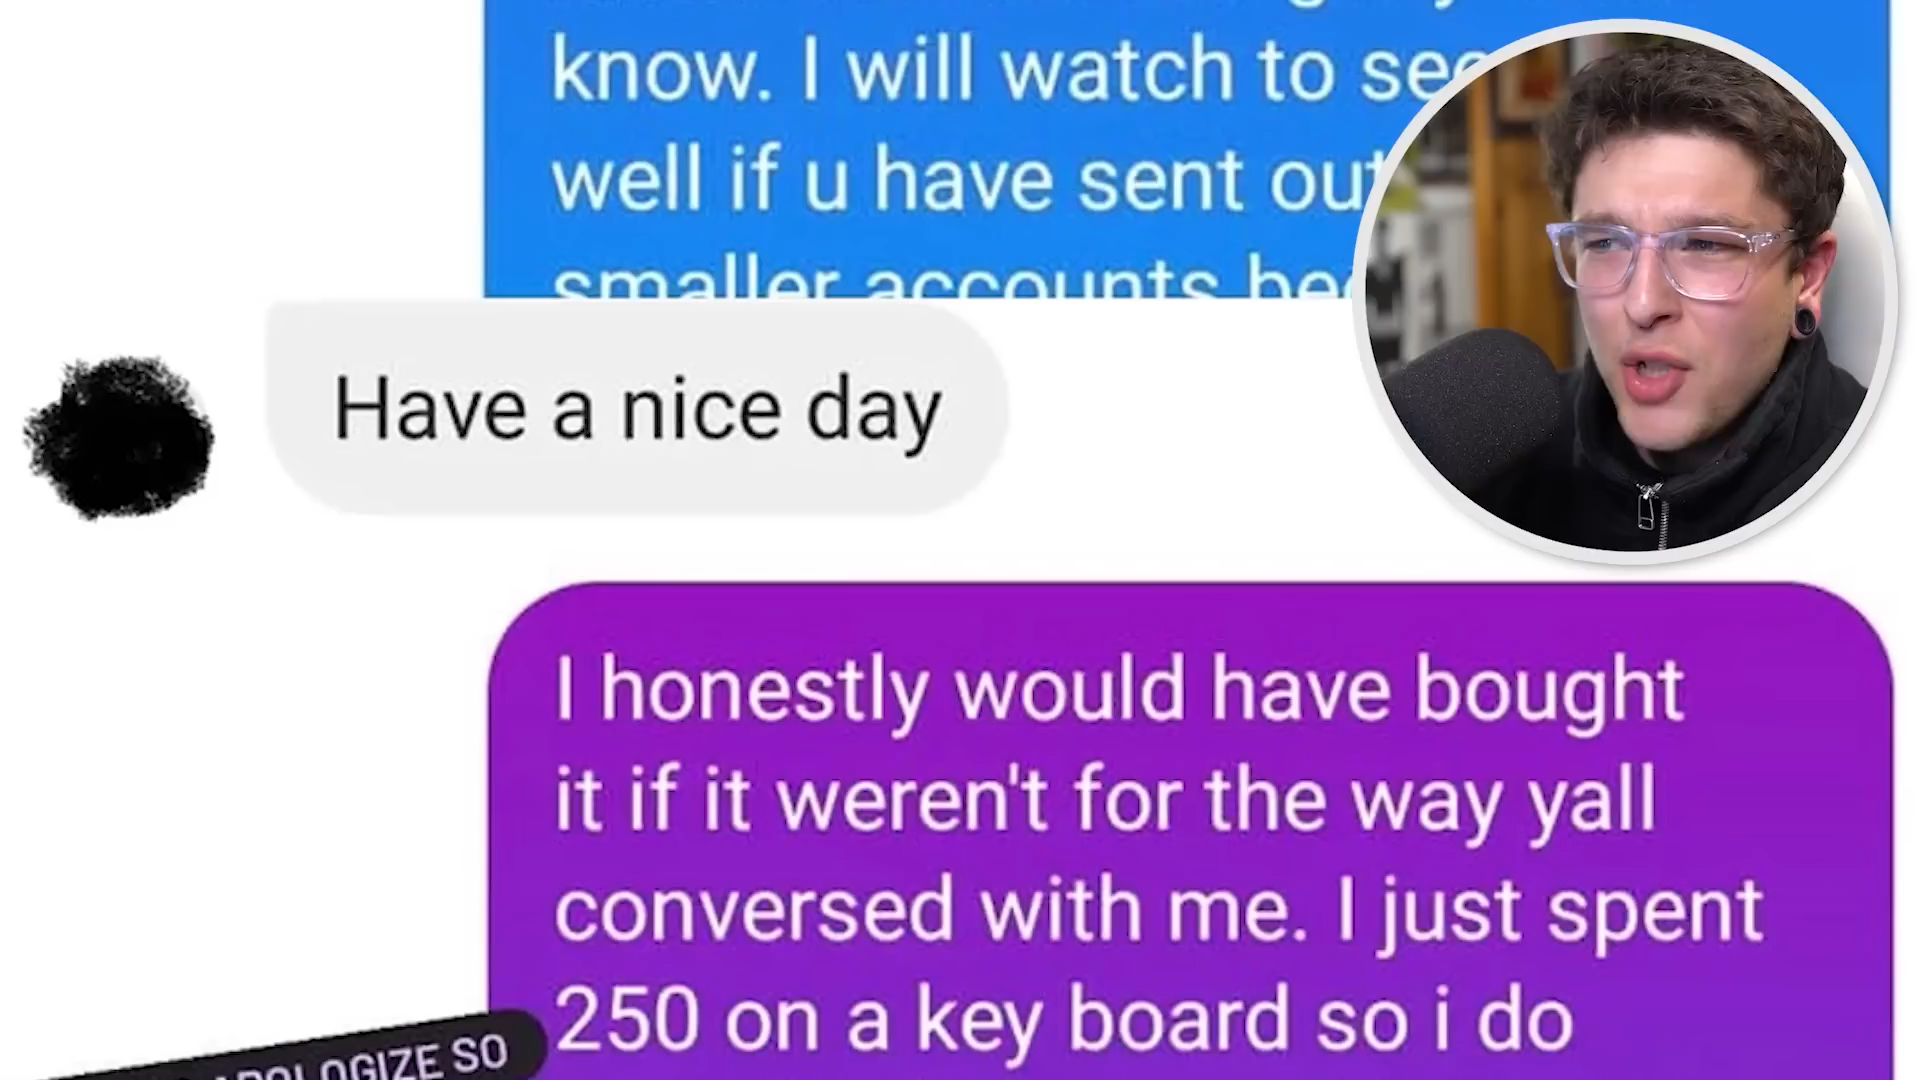 know. I will watch to see
well if u have sent out
smaller accounts
Have a nice day
I honestly would have bought
it if it weren't for the way yall
conversed with me. I just spent
250 on a key board so i do
APOLOGIZE SO